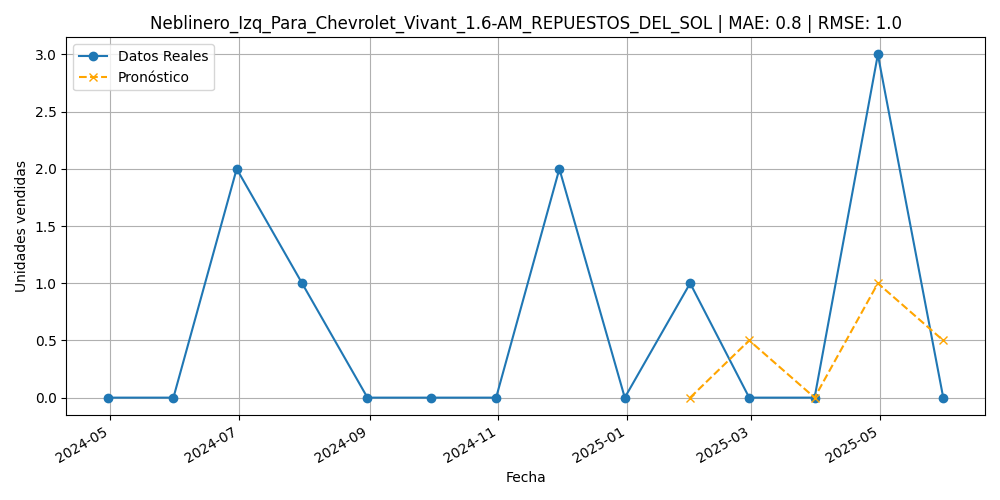 Neblinero_Izq_Para_Chevrolet_Vivant_1.6-AM_REPUESTOS_DEL_SOL | MAE: 0.8 | RMSE: 1.0
Datos Reales
Pronóstico
Unidades vendidas
3.0
2.5
2.0
1.5
1.0
0.5
0.0
2024-05
2024-07
2024-09
2024-11
2025-01
2025-03
2025-05
Fecha